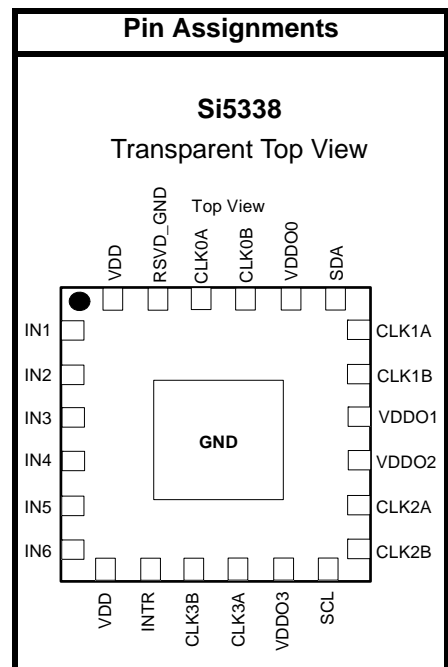 Pin Assignments
Si5338
Transparent Top View
Top View
VDD
RSVD_GND
CLK0A
CLK0B
VDDO0
SDA
IN1
IN2
IN3
IN4
IN5
IN6
GND
CLK1A
CLK1B
VDDO1
VDDO2
CLK2A
CLK2B
VDD
INTR
CLK3B
CLK3A
VDDO3
SCL